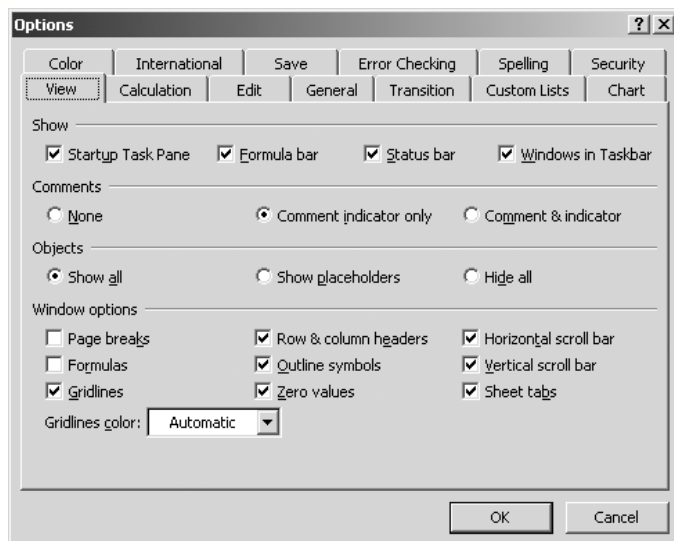 Options
Color International Save Error Checking Spelling Security
View Calculation Edit General Transition Custom Lists Chart
Show
Startup Task Pane Formula bar Status bar Windows in Taskbar
Comments
None Comment indicator only Comment & indicator
Objects
Show all Show placeholders Hide all
Window options
Page breaks Row & column headers Horizontal scroll bar
Formulas Outline symbols Vertical scroll bar
Gridlines Zero values Sheet tabs
Gridlines color: Automatic
OK Cancel